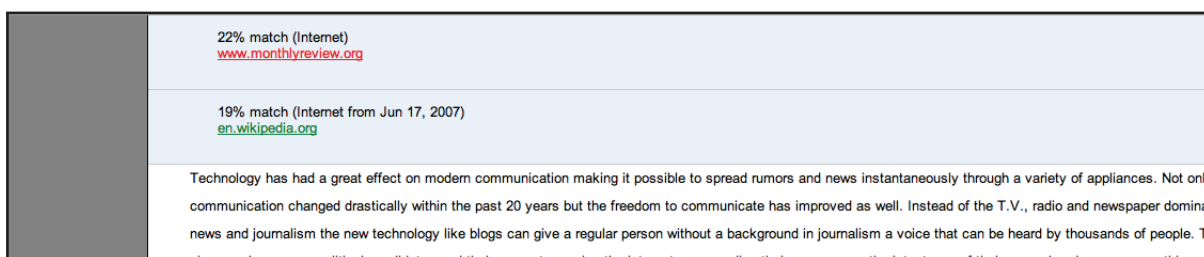 22% match (Internet)
www.monthlyreview.org
19% match (Internet from Jun 17, 2007)
en.wikipedia.org
Technology has had a great effect on modern communication making it possible to spread rumors and news instantaneously through a variety of appliances. Not
communication changed drastically within the past 20 years but the freedom to communicate has improved as well. Instead of the T.V., radio and newspaper
news and journalism the new technology like blogs can give a regular person without a background in journalism a voice that can be heard by thousands of people.